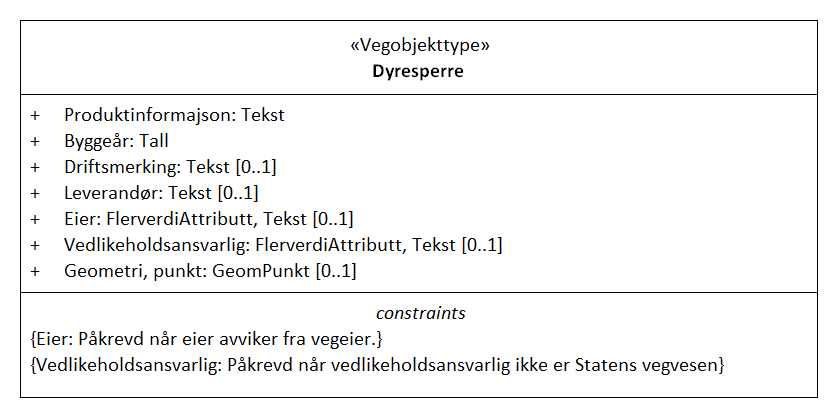 «Vegobjekttype»
Dyresperre
+ Produktinformajson: Tekst
+ Byggeår: Tall
+ Driftsmerking: Tekst [0..1]
+ Leverandør: Tekst [0..1]
+ Eier: FlerverdiAttributt, Tekst [0..1]
+ Vedlikeholdsansvarlig: FlerverdiAttributt, Tekst [0..1]
+ Geometri, punkt: GeomPunkt [0..1]
constraints
{Eier: Påkrevd når eier avviker fra vegeier.}
{Vedlikeholdsansvarlig: Påkrevd når vedlikeholdsansvarlig ikke er Statens vegvesen}